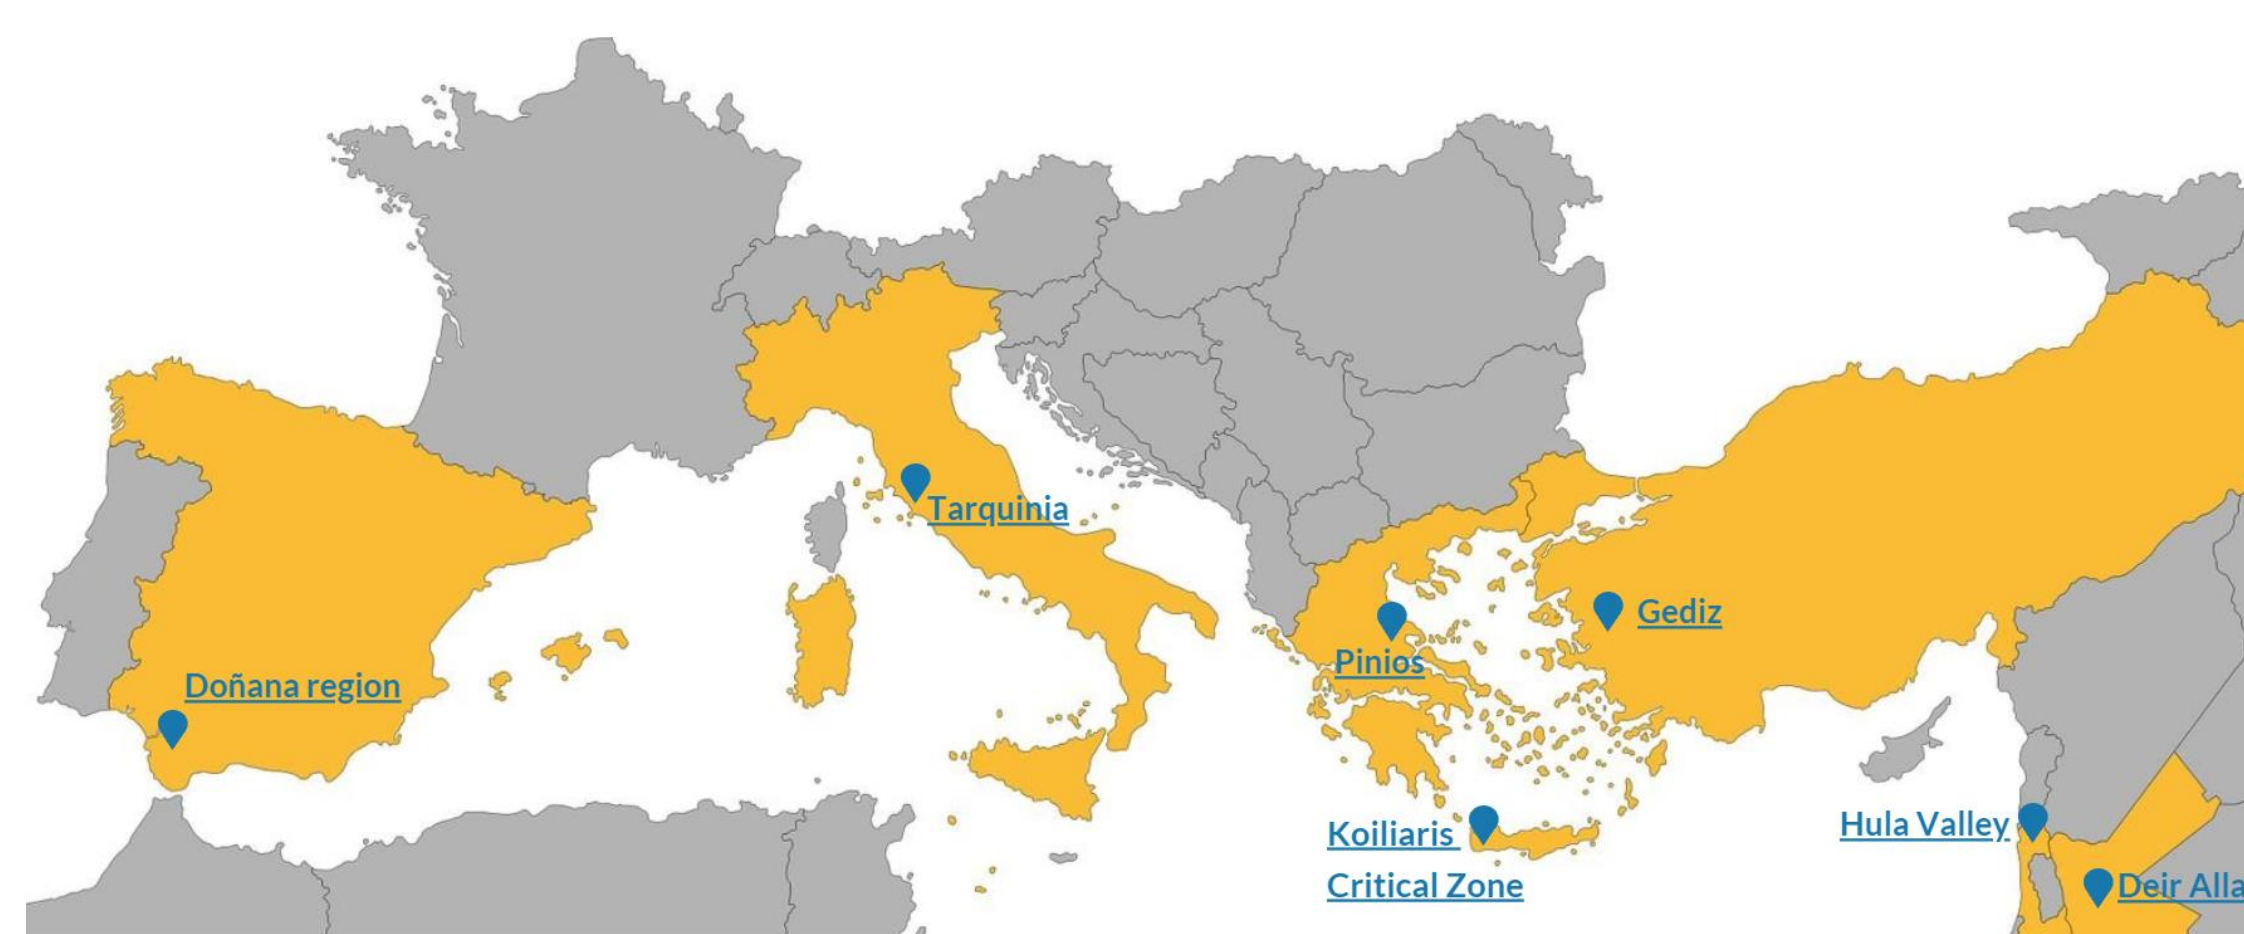 Tarquinia
Gediz
Pinios
Doñana region
Hula Valley
Koiliaris
Critical Zone
Deir Alla